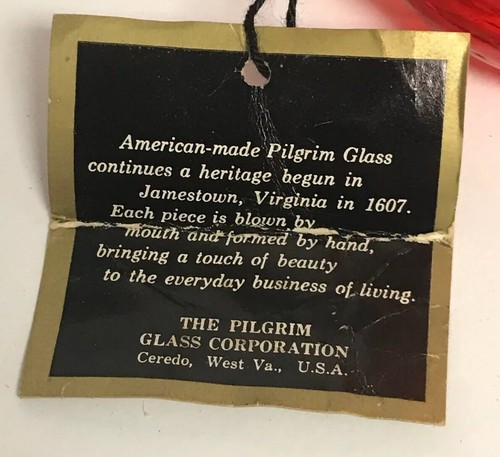 American-made Pilgrim Glass
continues a heritage begun in
Jamestown, Virginia in 1607.
Each piece is blown by
mouth and formed by hand,
bringing a touch of beauty
to the everyday business of living.
THE PILGRIM
GLASS CORPORATION
Ceredo, West Va., U.S.A.